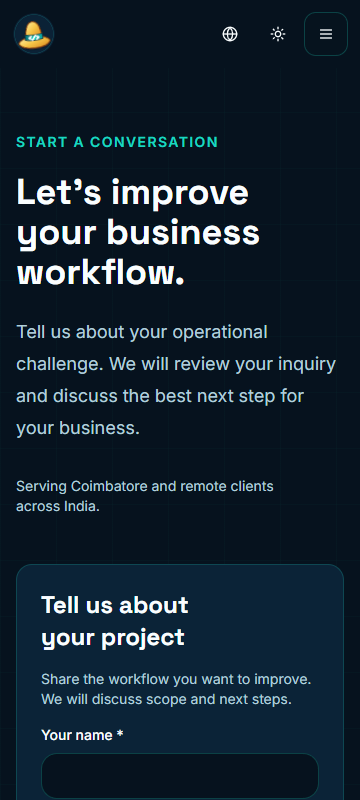 START A CONVERSATION
Let's improve
your business
workflow.
Tell us about your operational
challenge. We will review your inquiry
and discuss the best next step for
your business.
Serving Coimbatore and remote clients
across India.
Tell us about
your project
Share the workflow you want to improve.
We will discuss scope and next steps.
Your name *